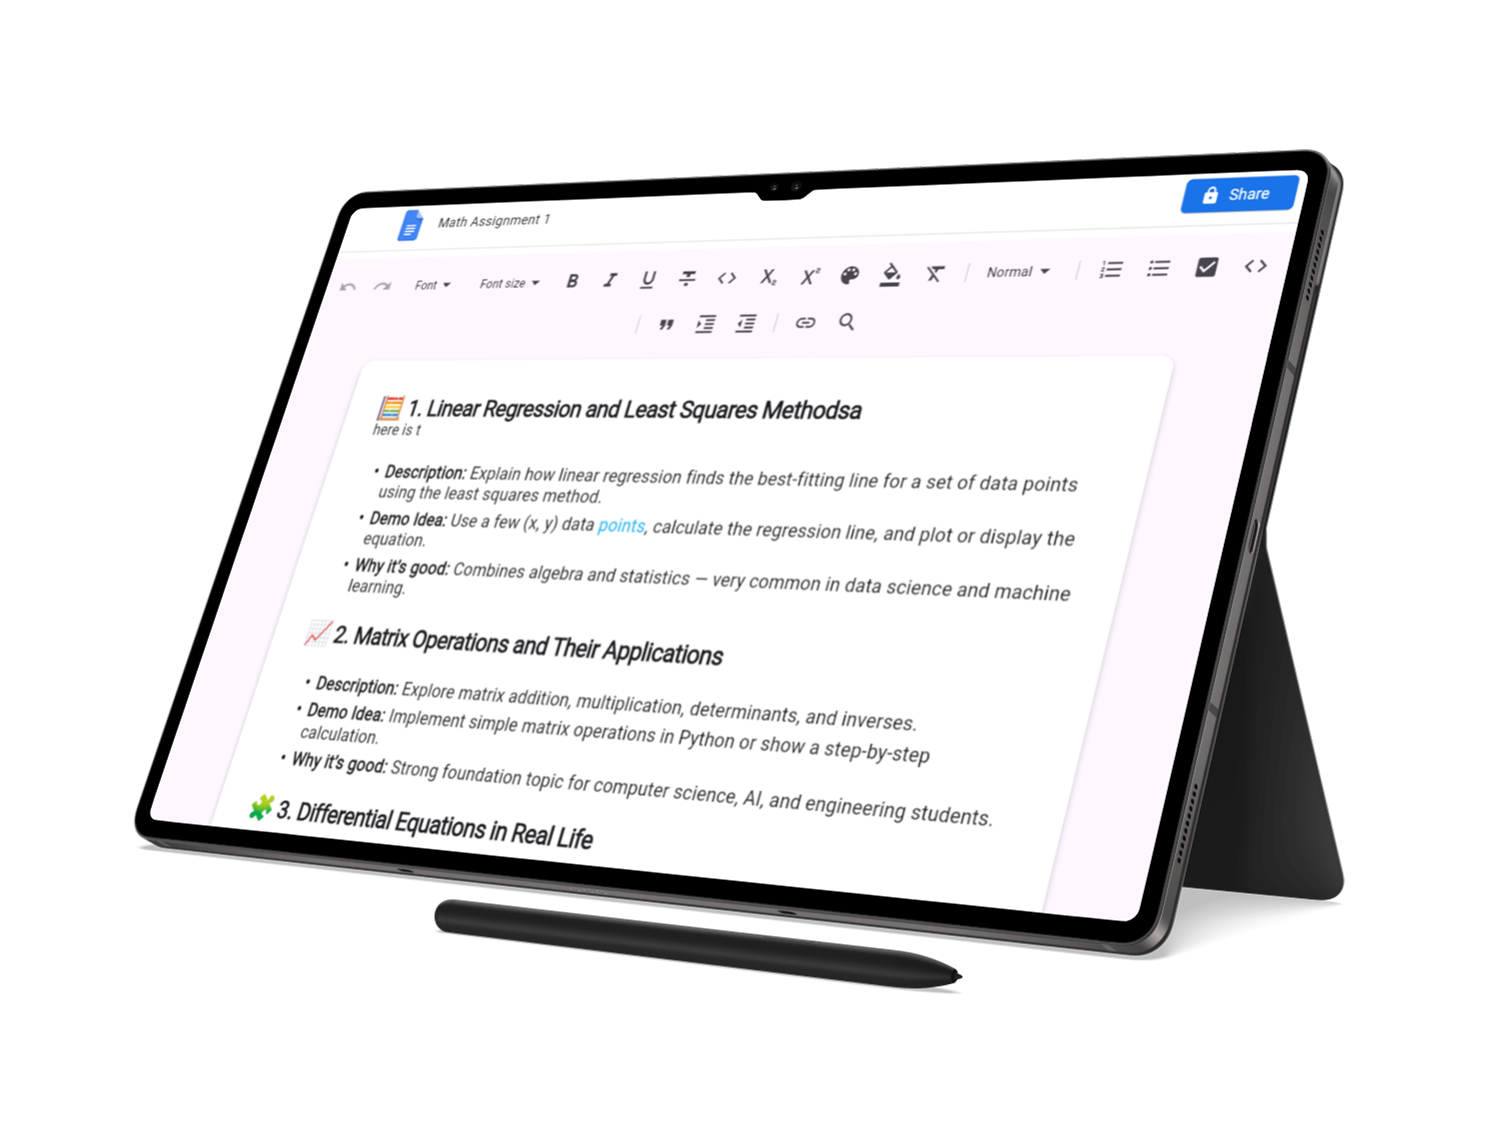 Math Assignment 1
Share
Font
Font size
B I U
X₂ X²
Normal
🧮 1. Linear Regression and Least Squares Methodsa
here is t
• Description: Explain how linear regression finds the best-fitting line for a set of data points
using the least squares method.
• Demo Idea: Use a few (x, y) data points, calculate the regression line, and plot or display the
equation.
• Why it's good: Combines algebra and statistics — very common in data science and machine
learning.
📈 2. Matrix Operations and Their Applications
• Description: Explore matrix addition, multiplication, determinants, and inverses.
• Demo Idea: Implement simple matrix operations in Python or show a step-by-step
calculation.
• Why it's good: Strong foundation topic for computer science, AI, and engineering students.
🧩 3. Differential Equations in Real Life